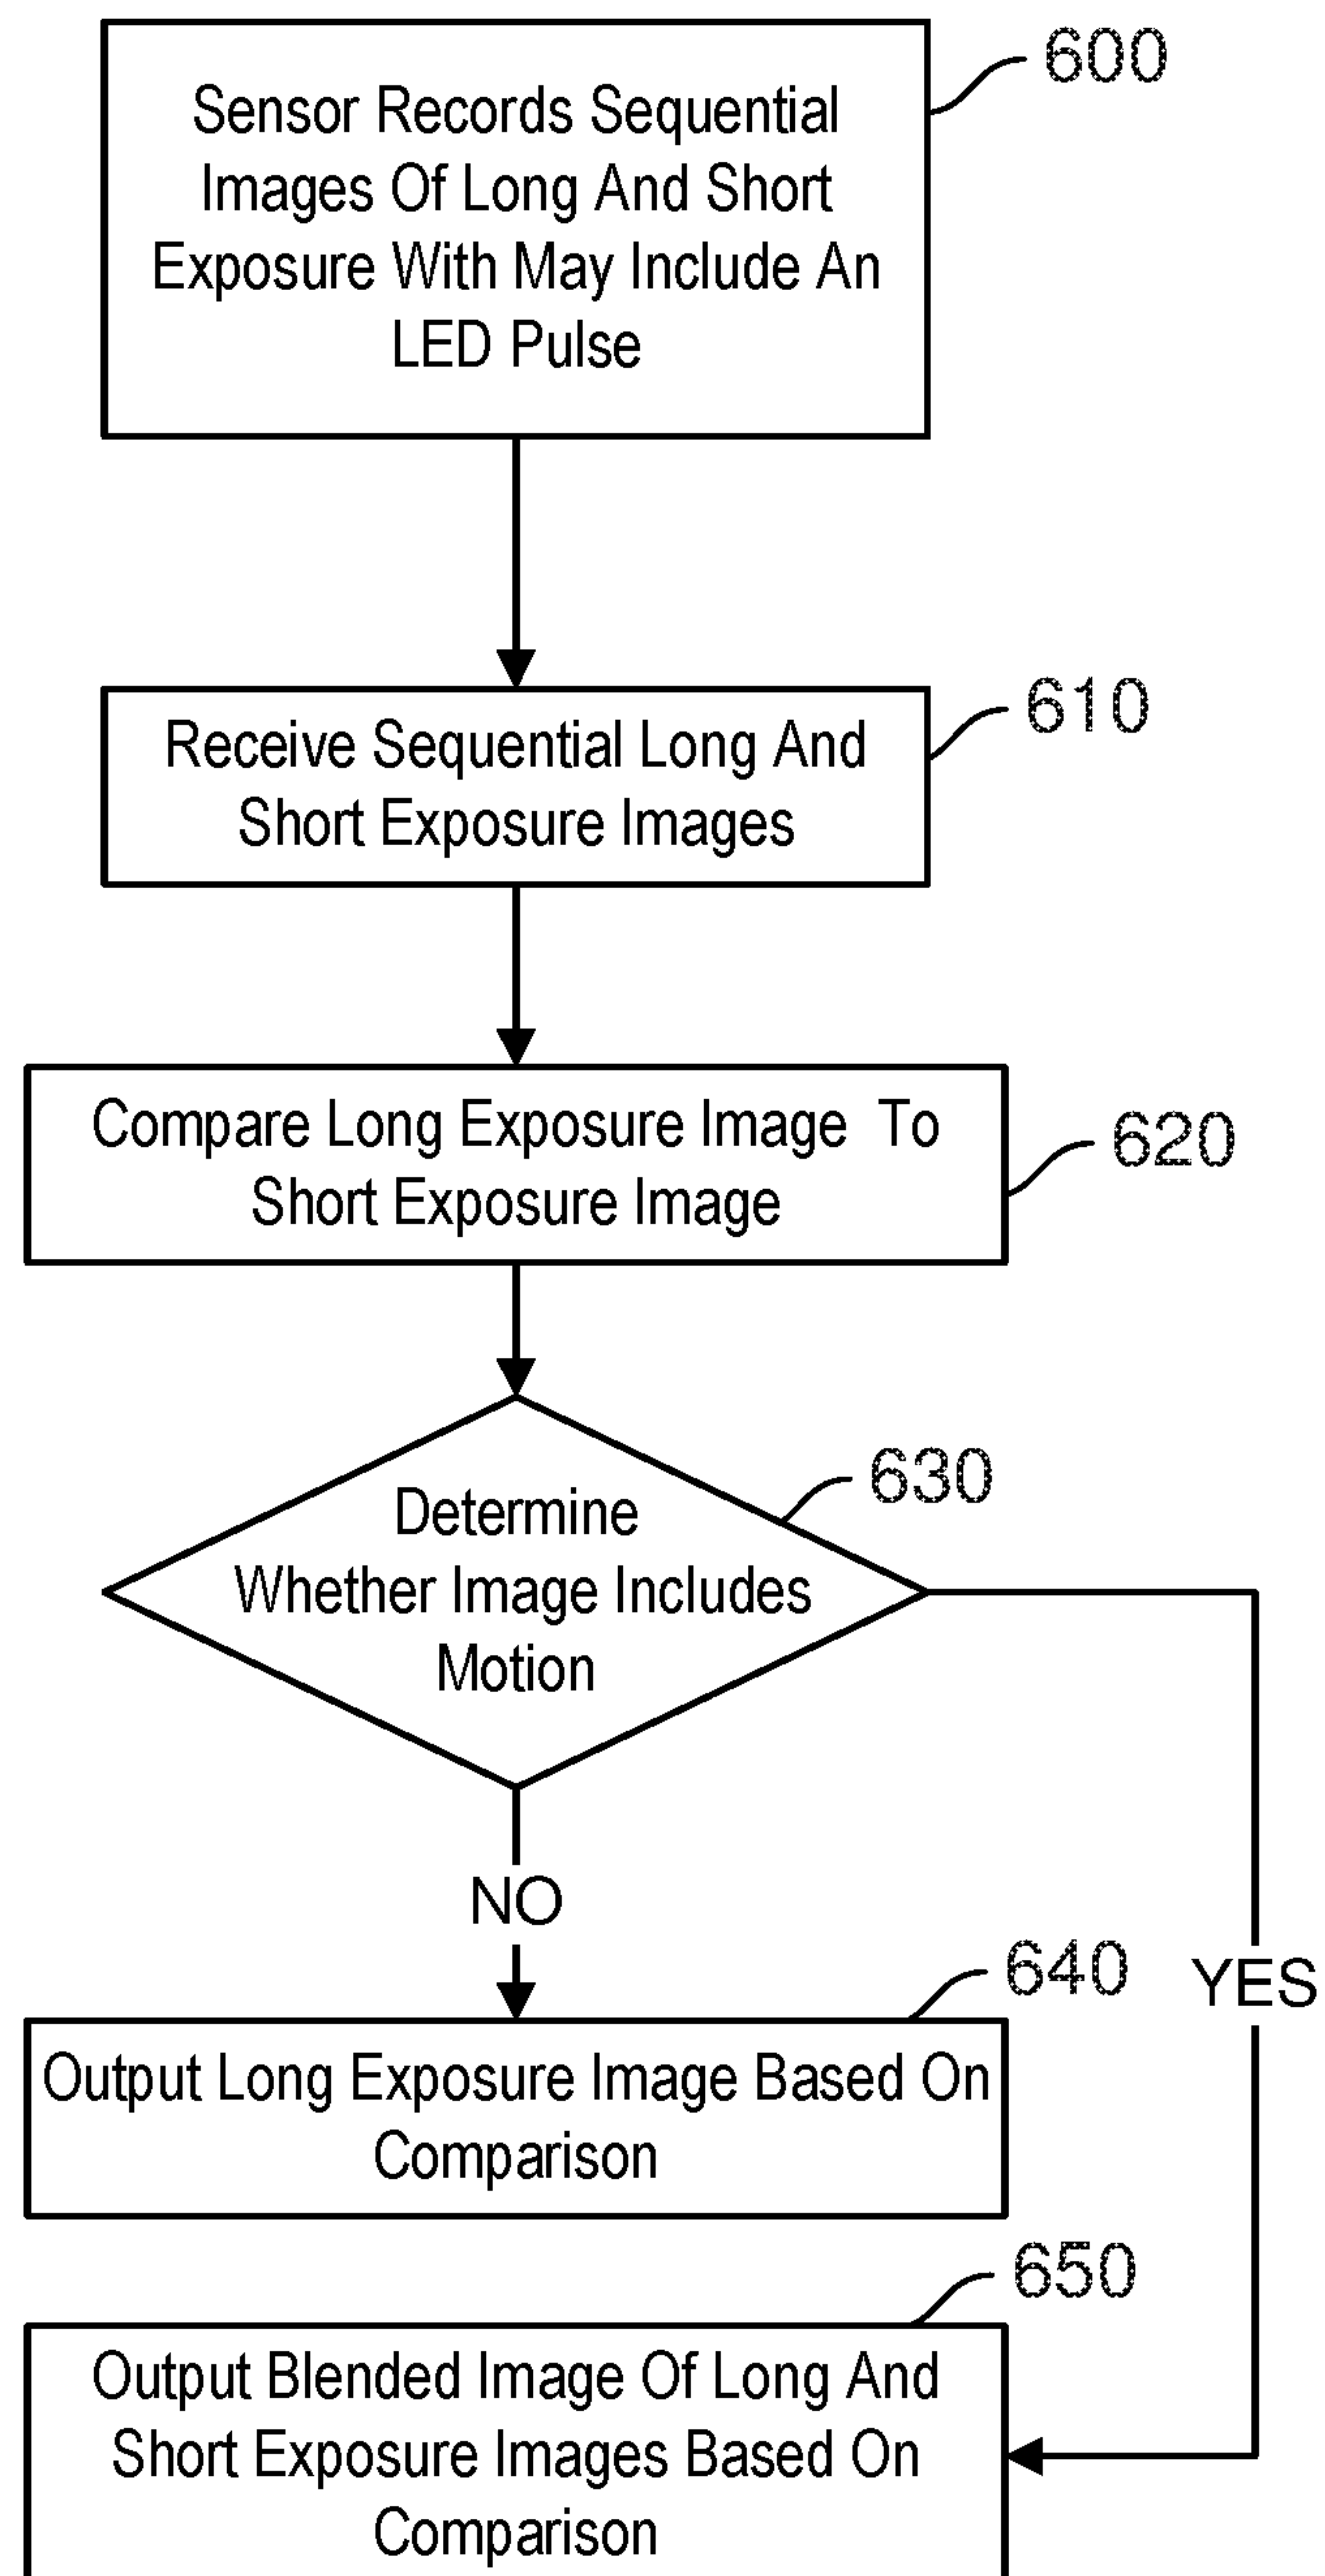 600
Sensor Records Sequential
Images Of Long And Short
Exposure With May Include An
LED Pulse
610
Receive Sequential Long And
Short Exposure Images
Compare Long Exposure Image To
Short Exposure Image
620
630
Determine
Whether Image Includes
Motion
NO
640
YES
Output Long Exposure Image Based On
Comparison
650
Output Blended Image Of Long And
Short Exposure Images Based On
Comparison